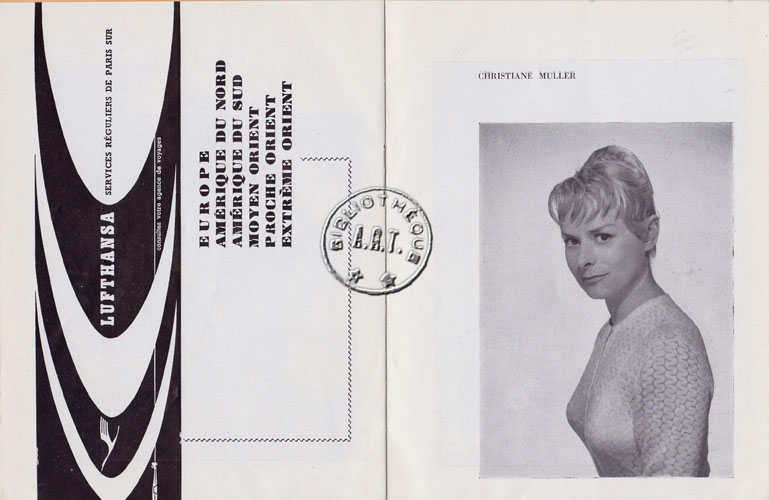 LUFTHANSA SERVICES RÉGULIERS DE PARIS SUR
consultez votre agence de voyages
EUROPE
AMÉRIQUE DU NORD
AMÉRIQUE DU SUD
MOYEN ORIENT
PROCHE ORIENT
EXTRÊME ORIENT
BIBLIOTHÈQUE
A.R.T.
CHRISTIANE MULLER